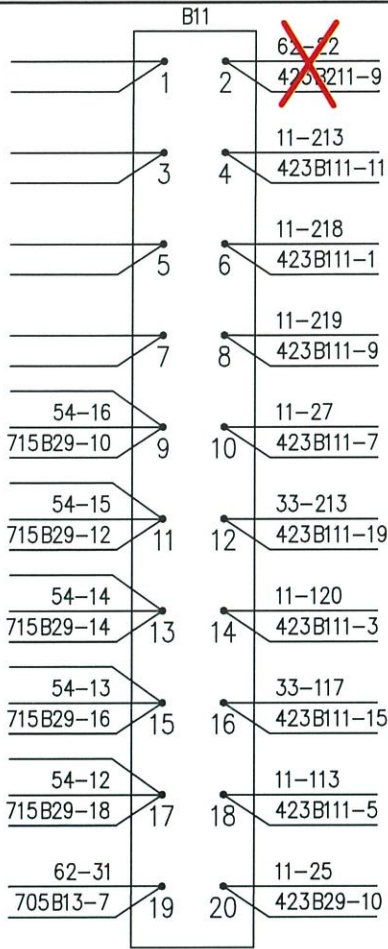 B11
62-22
1 2 423B211-9
11-213
3 4 423B111-11
11-218
5 6 423B111-1
11-219
7 8 423B111-9
54-16 11-27
715B29-10 9 10 423B111-7
54-15 33-213
715B29-12 11 12 423B111-19
54-14 11-120
715B29-14 13 14 423B111-3
54-13 33-117
715B29-16 15 16 423B111-15
54-12 11-113
715B29-18 17 18 423B111-5
62-31 11-25
705B13-7 19 20 423B29-10